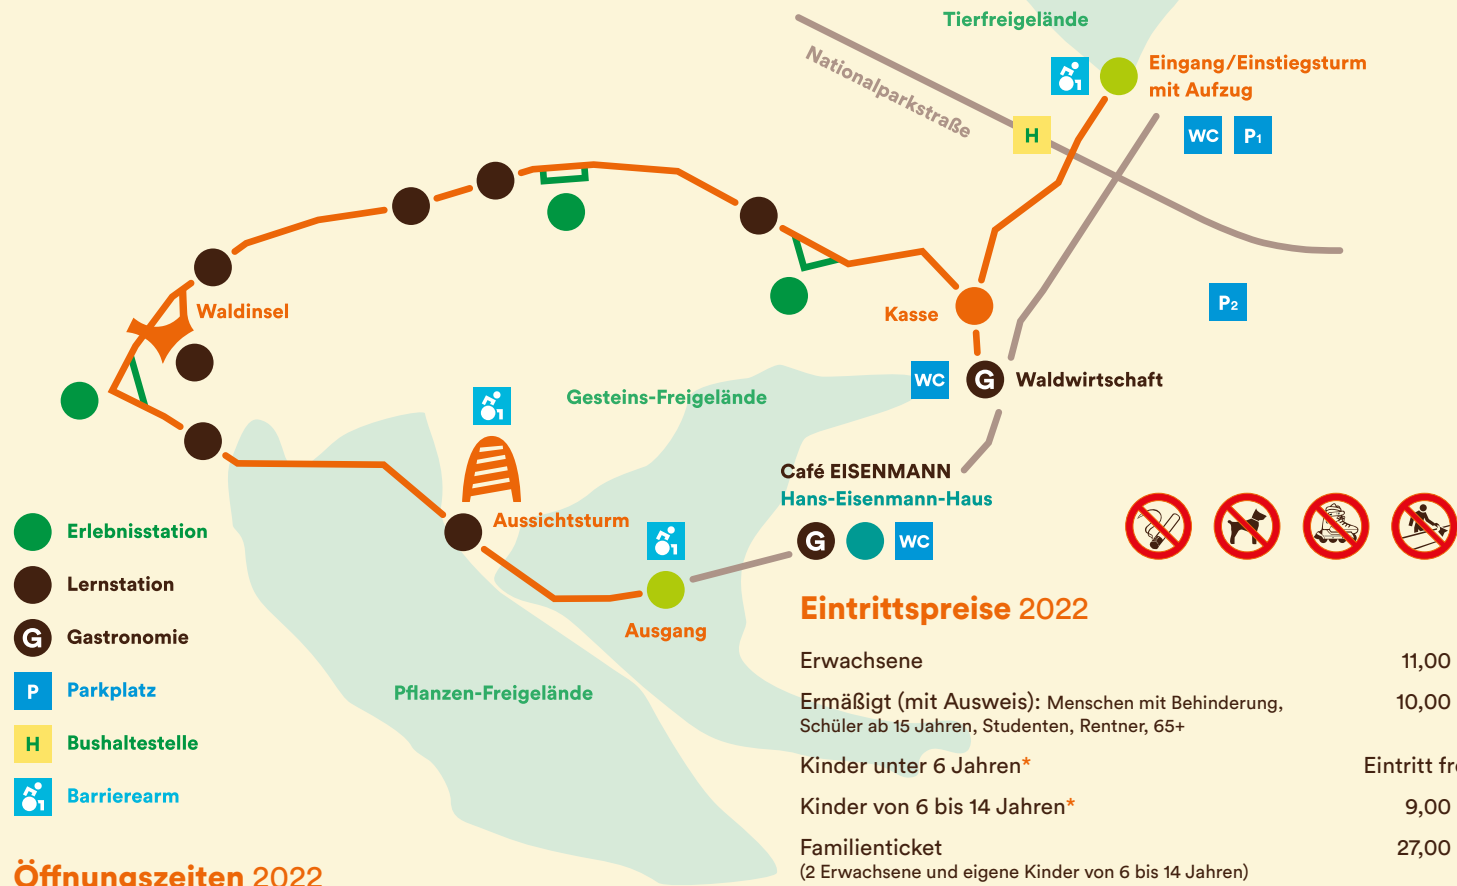 Tierfreigelände
Nationalparkstraße
Eingang/Einstiegsturm
mit Aufzug
H
WC
P1
P2
Waldinsel
Kasse
WC
G
Waldwirtschaft
Gesteins-Freigelände
Café EISENMANN
Hans-Eisenmann-Haus
G
WC
Aussichtsturm
Ausgang
Pflanzen-Freigelände
Erlebnisstation
Lernstation
G Gastronomie
P Parkplatz
H Bushaltestelle
Barrierearm
Öffnungszeiten 2022
Eintrittspreise 2022
Erwachsene 11,00
Ermäßigt (mit Ausweis): Menschen mit Behinderung, 10,00
Schüler ab 15 Jahren, Studenten, Rentner, 65+
Kinder unter 6 Jahren* Eintritt fre
Kinder von 6 bis 14 Jahren* 9,00
Familienticket 27,00
(2 Erwachsene und eigene Kinder von 6 bis 14 Jahren)